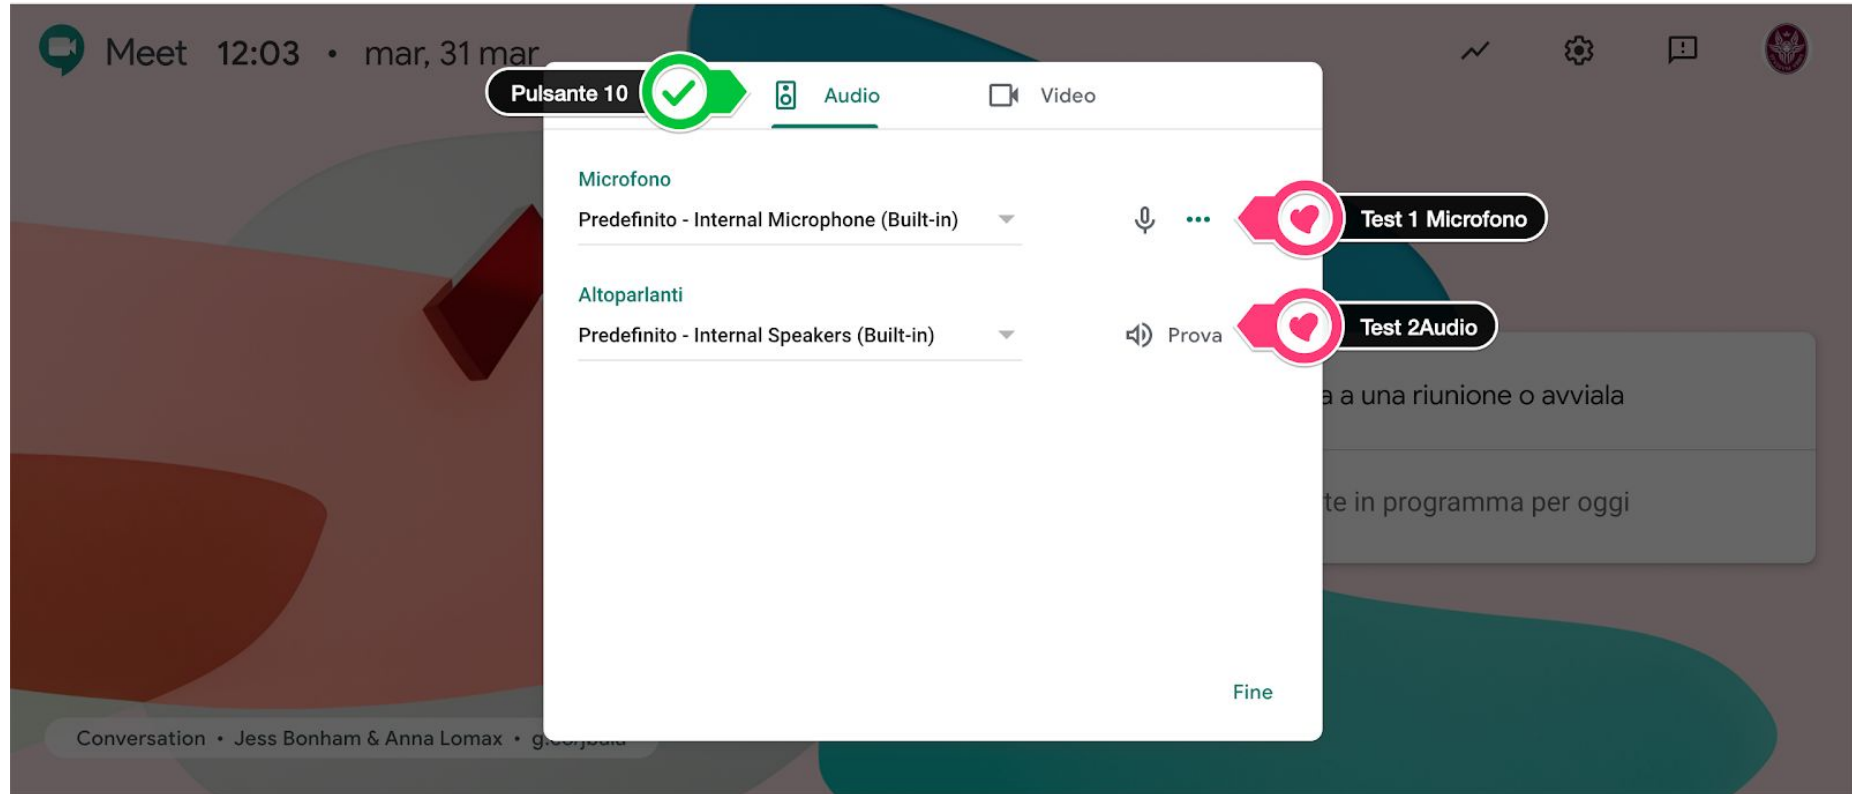 Meet 12:03 • mar, 31 mar
Pulsante 10
Audio Video
Microfono
Predefinito - Internal Microphone (Built-in)
Test 1 Microfono
Altoparlanti
Predefinito - Internal Speakers (Built-in)
Prova
Test 2Audio
a a una riunione o avviala
te in programma per oggi
Fine
Conversation • Jess Bonham & Anna Lomax •